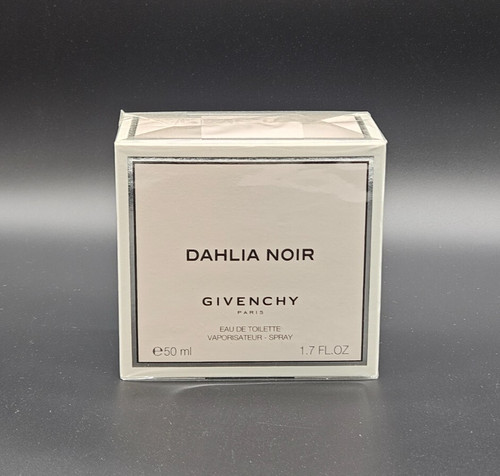 DAHLIA NOIR
GIVENCHY
PARIS
EAU DE TOILETTE
VAPORISATEUR - SPRAY
℮50 ml 1.7 FL.OZ